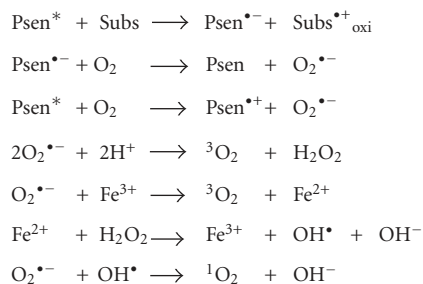 Psen* + Subs ⟶ Psen•− + Subs•+oxi
Psen•− + O₂ ⟶ Psen + O₂•−
Psen* + O₂ ⟶ Psen•+ + O₂•−
2O₂•− + 2H⁺ ⟶ ³O₂ + H₂O₂
O₂•− + Fe³⁺ ⟶ ³O₂ + Fe²⁺
Fe²⁺ + H₂O₂ ⟶ Fe³⁺ + OH• + OH⁻
O₂•− + OH• ⟶ ¹O₂ + OH⁻